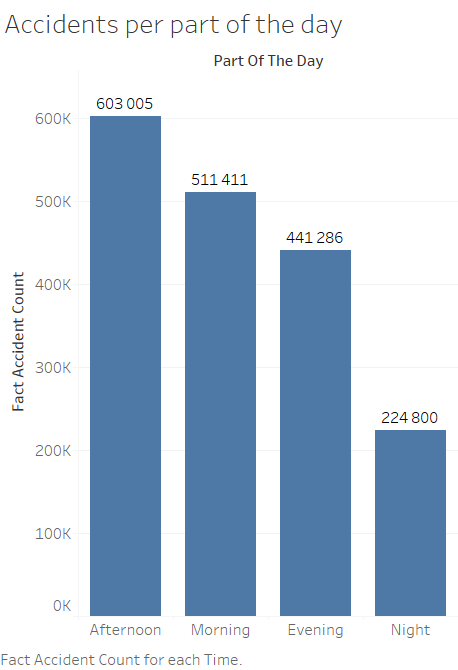 Accidents per part of the day
Part Of The Day
603 005
511 411
441 286
224 800
600K
500K
400K
300K
200K
100K
0K
Fact Accident Count
Afternoon Morning Evening Night
Fact Accident Count for each Time.